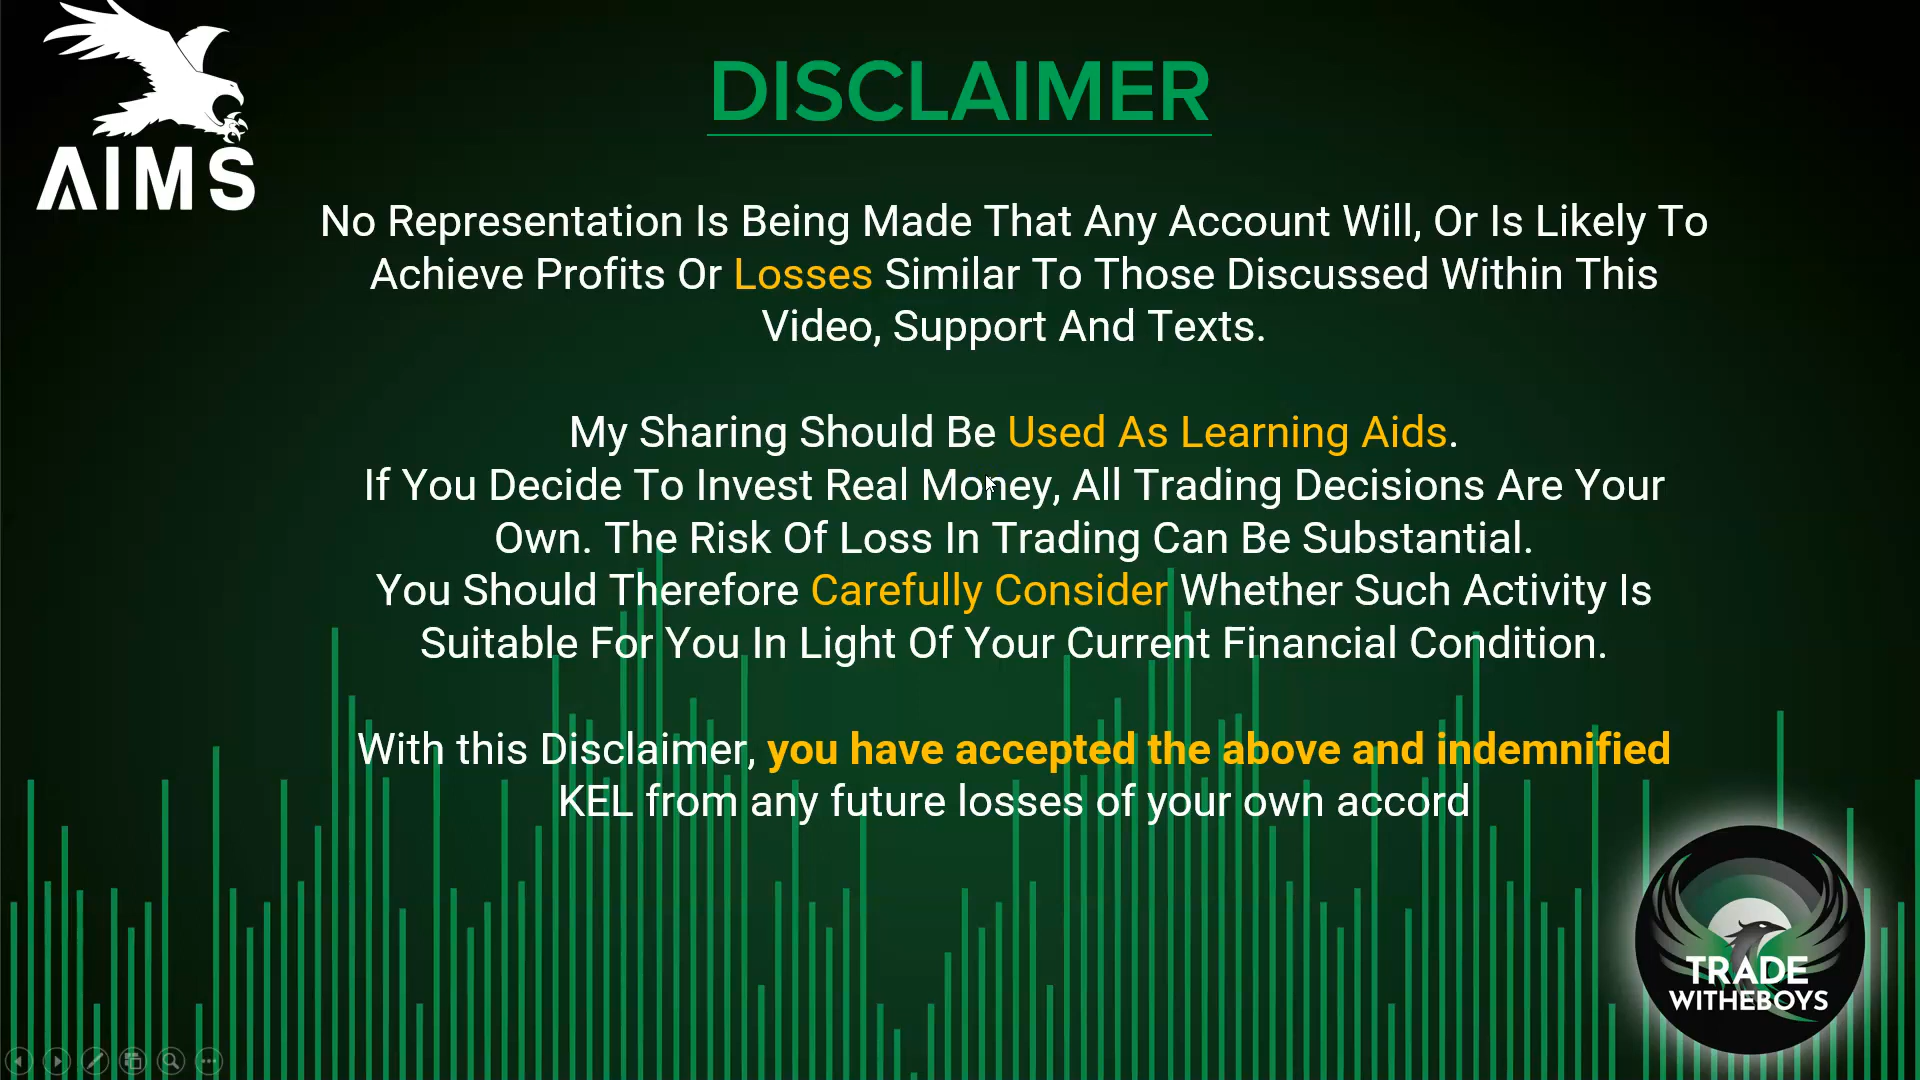 AIMS
DISCLAIMER
No Representation Is Being Made That Any Account Will, Or Is Likely To
Achieve Profits Or Losses Similar To Those Discussed Within This
Video, Support And Texts.
My Sharing Should Be Used As Learning Aids.
If You Decide To Invest Real Money, All Trading Decisions Are Your
Own. The Risk Of Loss In Trading Can Be Substantial.
You Should Therefore Carefully Consider Whether Such Activity Is
Suitable For You In Light Of Your Current Financial Condition.
With this Disclaimer, you have accepted the above and indemnified
KEL from any future losses of your own accord
TRADE
WITHEBOYS